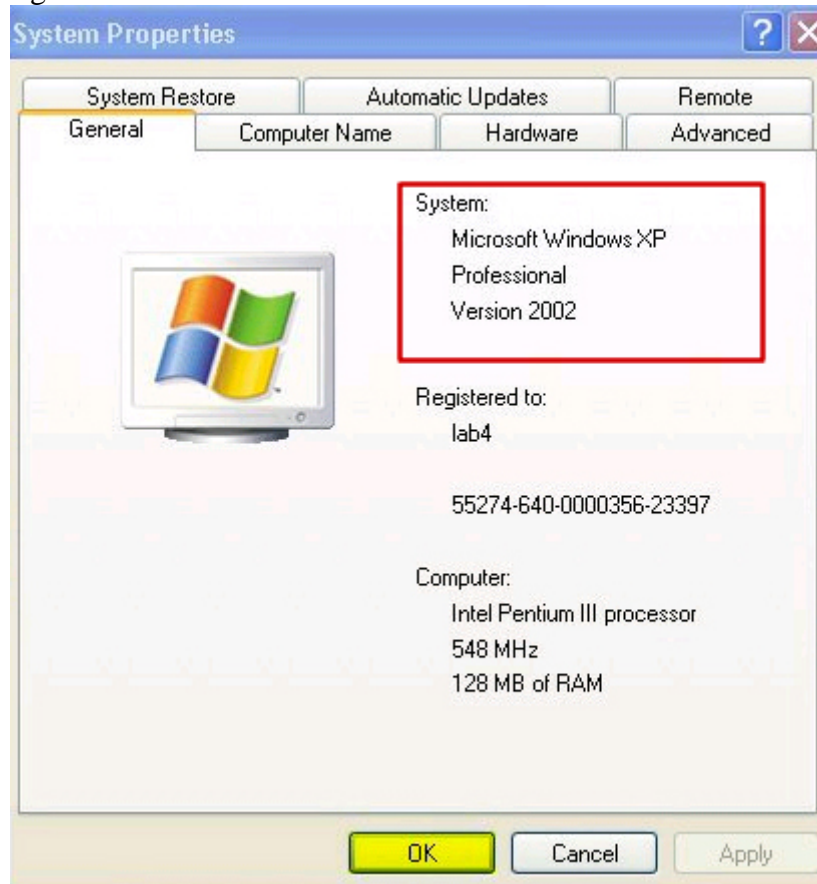 System Properties
System Restore Automatic Updates Remote
General Computer Name Hardware Advanced
System:
Microsoft Windows XP
Professional
Version 2002
Registered to:
lab4
55274-640-0000356-23397
Computer:
Intel Pentium III processor
548 MHz
128 MB of RAM
OK Cancel Apply